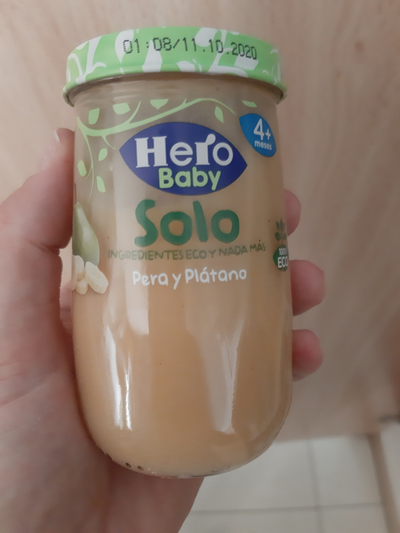 01:08/11.10.2020
4+
meses
Hero
Baby
Solo
INGREDIENTES ECO Y NADA MÁS
ECO
Pera y Plátano